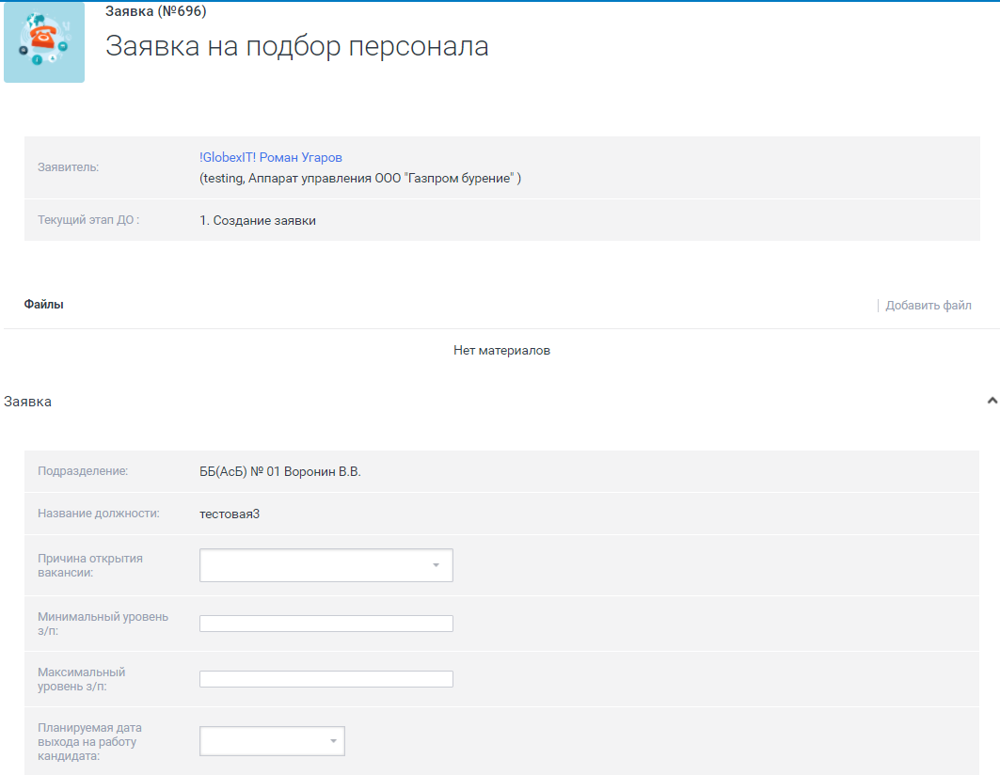 Заявка (№696)
Заявка на подбор персонала
Заявитель:
!GlobexIT! Роман Угаров
(testing, Аппарат управления ООО "Газпром бурение" )
Текущий этап ДО :
1. Создание заявки
Файлы
Добавить файл
Нет материалов
Заявка
Подразделение:
ББ(АсБ) № 01 Воронин В.В.
Название должности:
тестовая3
Причина открытия
вакансии:
Минимальный уровень
з/п:
Максимальный
уровень з/п:
Планируемая дата
выхода на работу
кандидата: